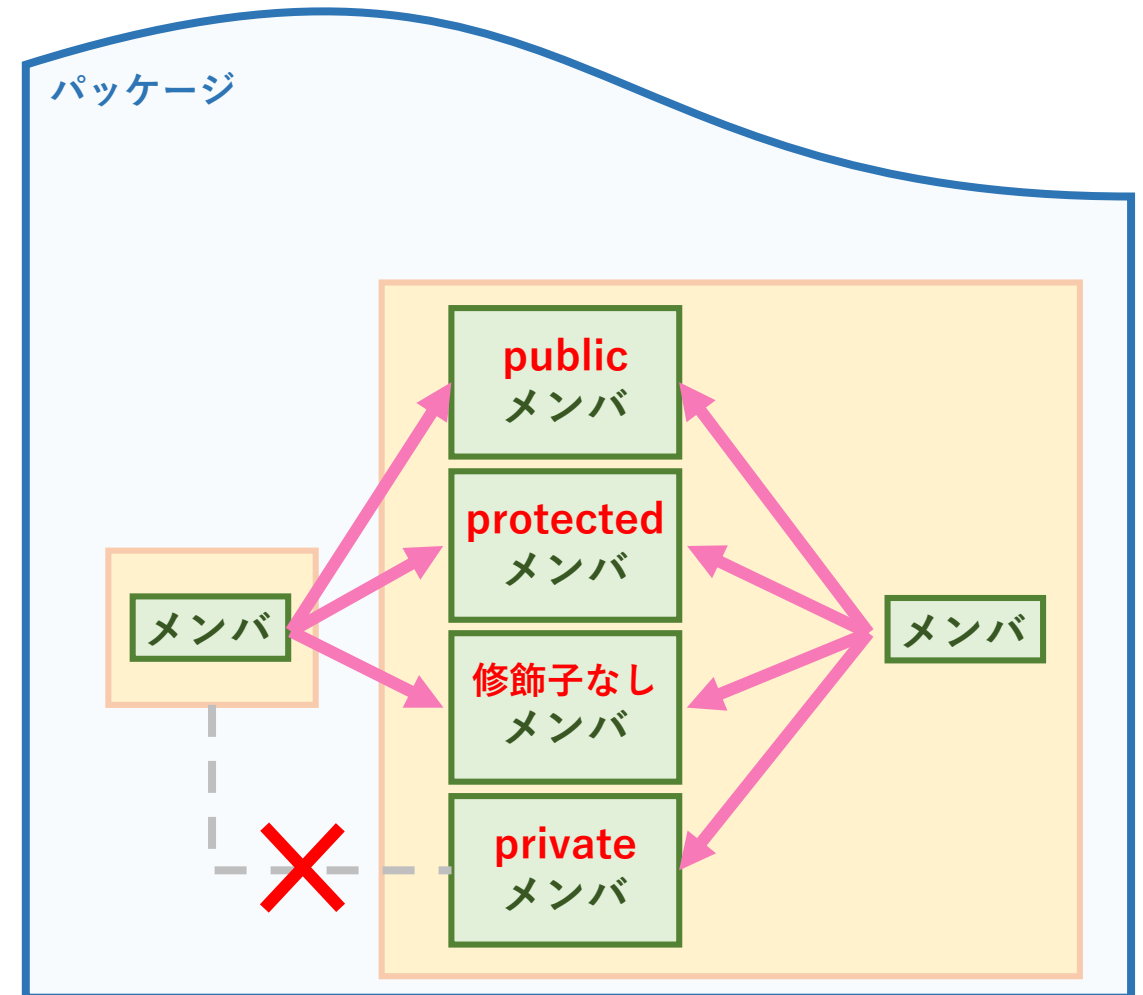 パッケージ
public
メンバ
protected
メンバ
メンバ
メンバ
修飾子なし
メンバ
private
メンバ